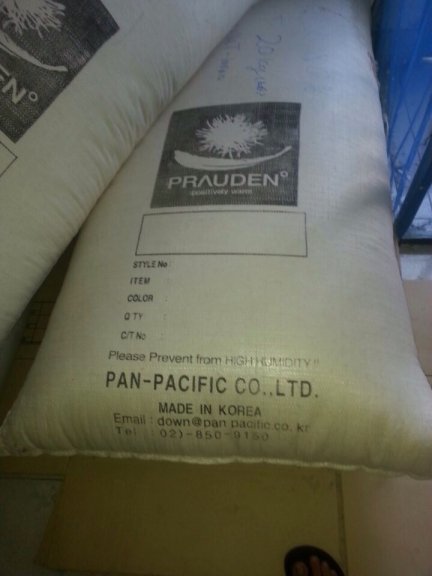 PRAUDEN°
positively warm
STYLE No :
ITEM :
COLOR :
Q'TY :
C/T No :
Please Prevent from HIGH HUMIDITY !!
PAN-PACIFIC CO.,LTD.
MADE IN KOREA
Email : down@pan pacific.co. kr
Tel : 02)-850-9150